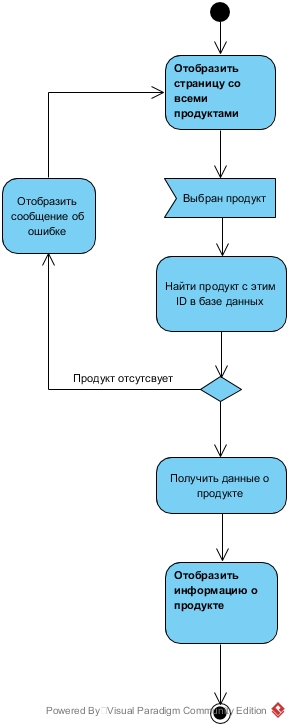 Отобразить
страницу со
всеми
продуктами
Выбран продукт
Отобразить
сообщение об
ошибке
Найти продукт с этим
ID в базе данных
Продукт отсутсвует
Получить данные о
продукте
Отобразить
информацию о
продукте
Powered By Visual Paradigm Community Edition